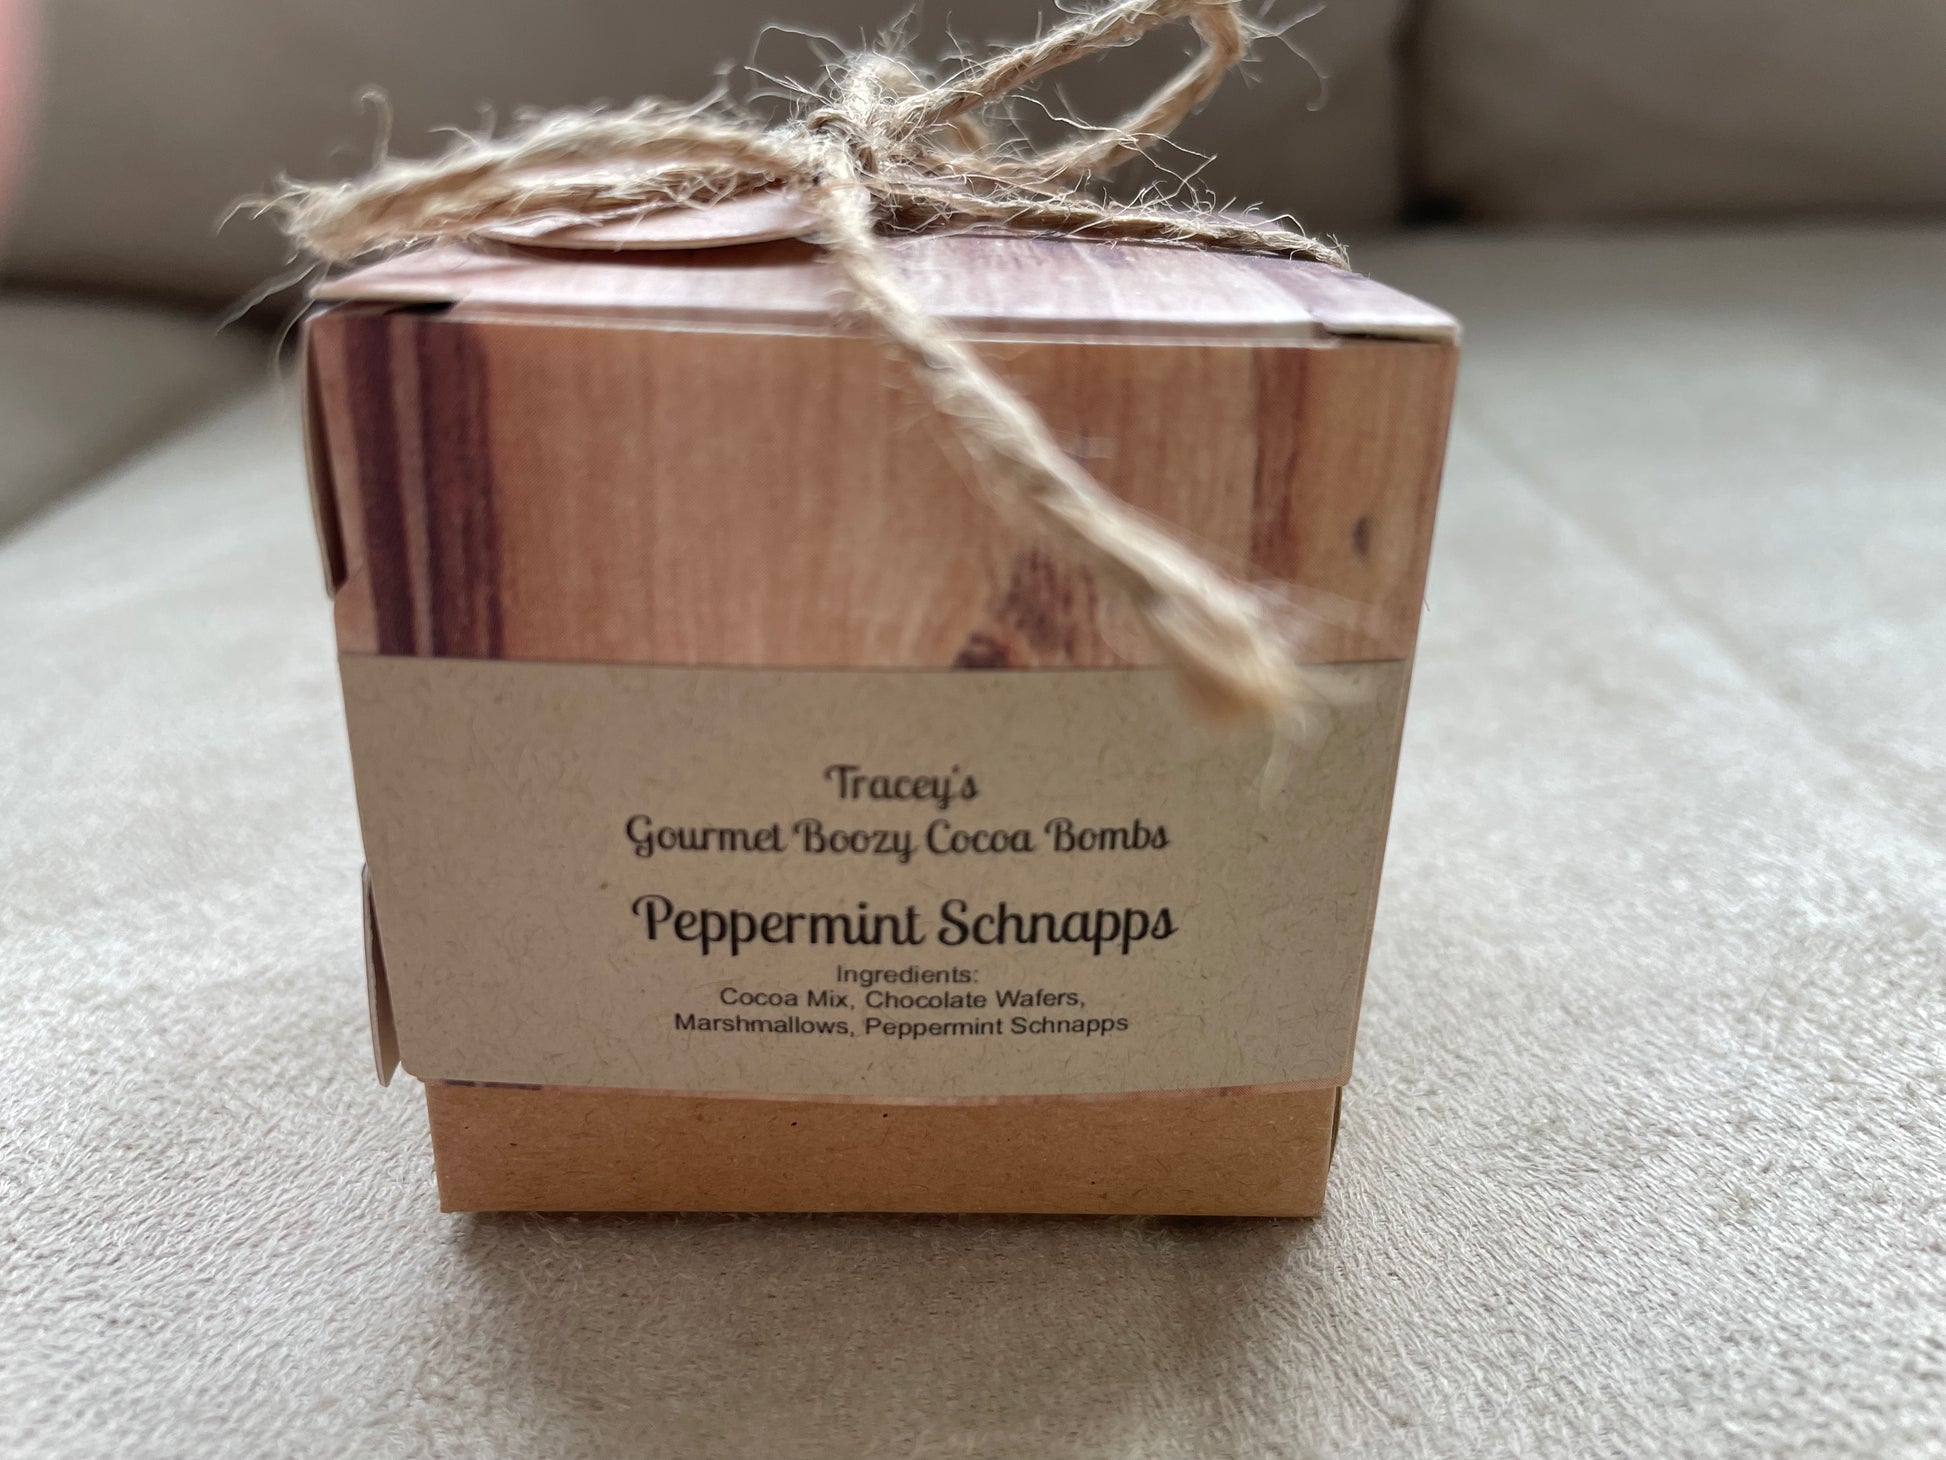 Tracey's
Gourmet Boozy Cocoa Bombs
Peppermint Schnapps
Ingredients:
Cocoa Mix, Chocolate Wafers,
Marshmallows, Peppermint Schnapps